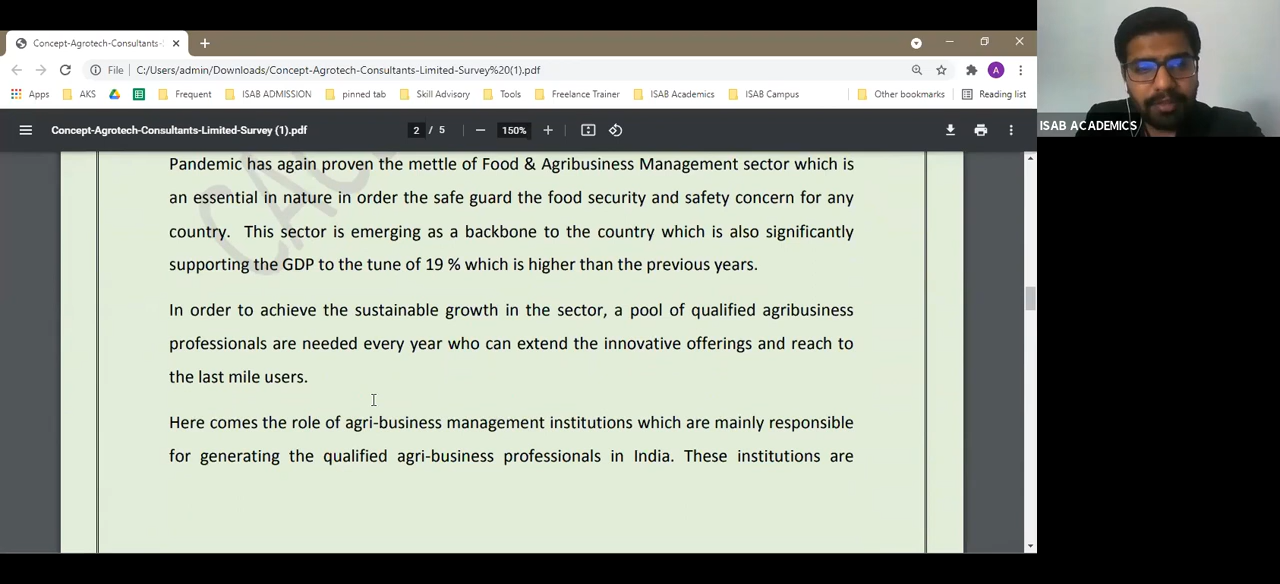 Concept-Agrotech-Consultants-
File C:/Users/admin/Downloads/Concept-Agrotech-Consultants-Limited-Survey%20(1).pdf A
Apps AKS Frequent ISAB ADMISSION pinned tab Skill Advisory Tools Freelance Trainer ISAB Academics ISAB Campus Other bookmarks Reading list
ISAB ACADEMICS
Concept-Agrotech-Consultants-Limited-Survey (1).pdf 2 / 5 150%
Pandemic has again proven the mettle of Food & Agribusiness Management sector which is
an essential in nature in order the safe guard the food security and safety concern for any
country. This sector is emerging as a backbone to the country which is also significantly
supporting the GDP to the tune of 19 % which is higher than the previous years.
In order to achieve the sustainable growth in the sector, a pool of qualified agribusiness
professionals are needed every year who can extend the innovative offerings and reach to
the last mile users.
Here comes the role of agri-business management institutions which are mainly responsible
for generating the qualified agri-business professionals in India. These institutions are